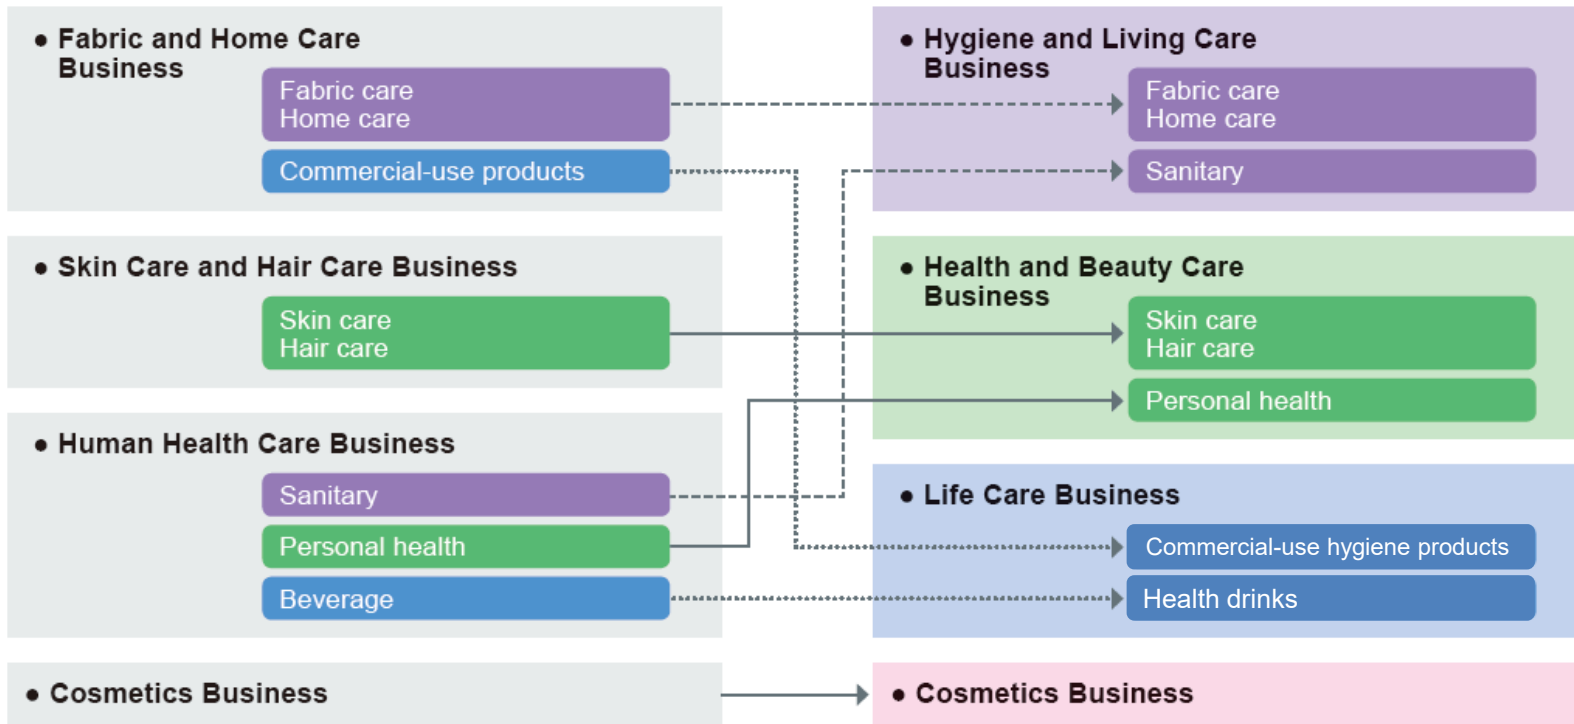 ● Fabric and Home Care
Business
Fabric care
Home care
Commercial-use products
● Skin Care and Hair Care Business
Skin care
Hair care
● Human Health Care Business
Sanitary
Personal health
Beverage
● Cosmetics Business
● Hygiene and Living Care
Business
Fabric care
Home care
Sanitary
● Health and Beauty Care
Business
Skin care
Hair care
Personal health
● Life Care Business
Commercial-use hygiene products
Health drinks
● Cosmetics Business